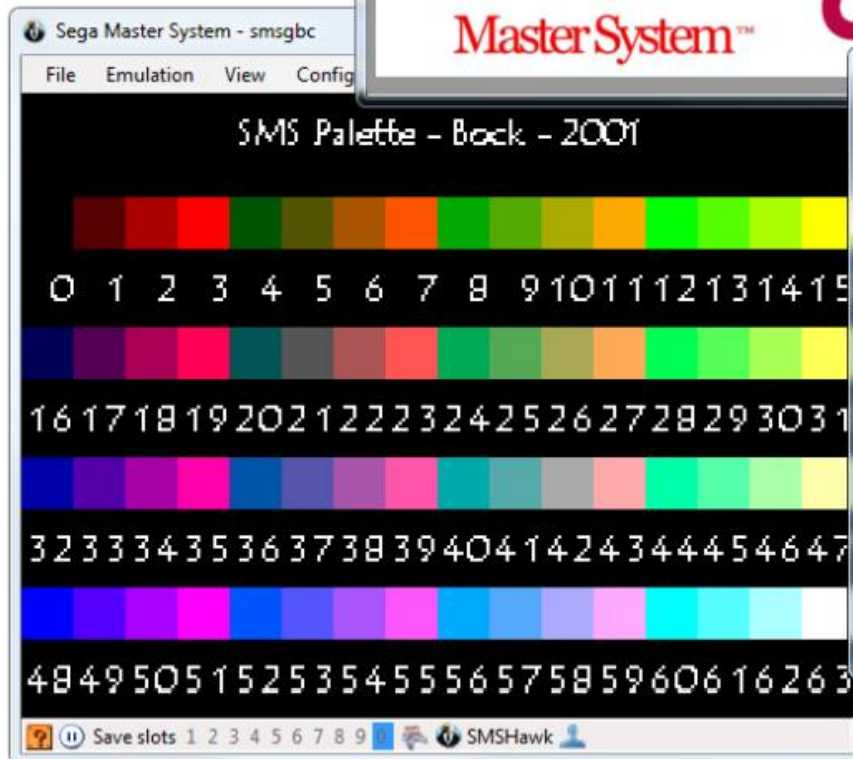 Master System™
Sega Master System - smsgbc
File Emulation View Config
SMS Palette - Bock - 2001
0 1 2 3 4 5 6 7 8 9 10 11 12 13 14 15
16 17 18 19 20 21 22 23 24 25 26 27 28 29 30 31
32 33 34 35 36 37 38 39 40 41 42 43 44 45 46 47
48 49 50 51 52 53 54 55 56 57 58 59 60 61 62 63
Save slots 1 2 3 4 5 6 7 8 9 0 SMSHawk